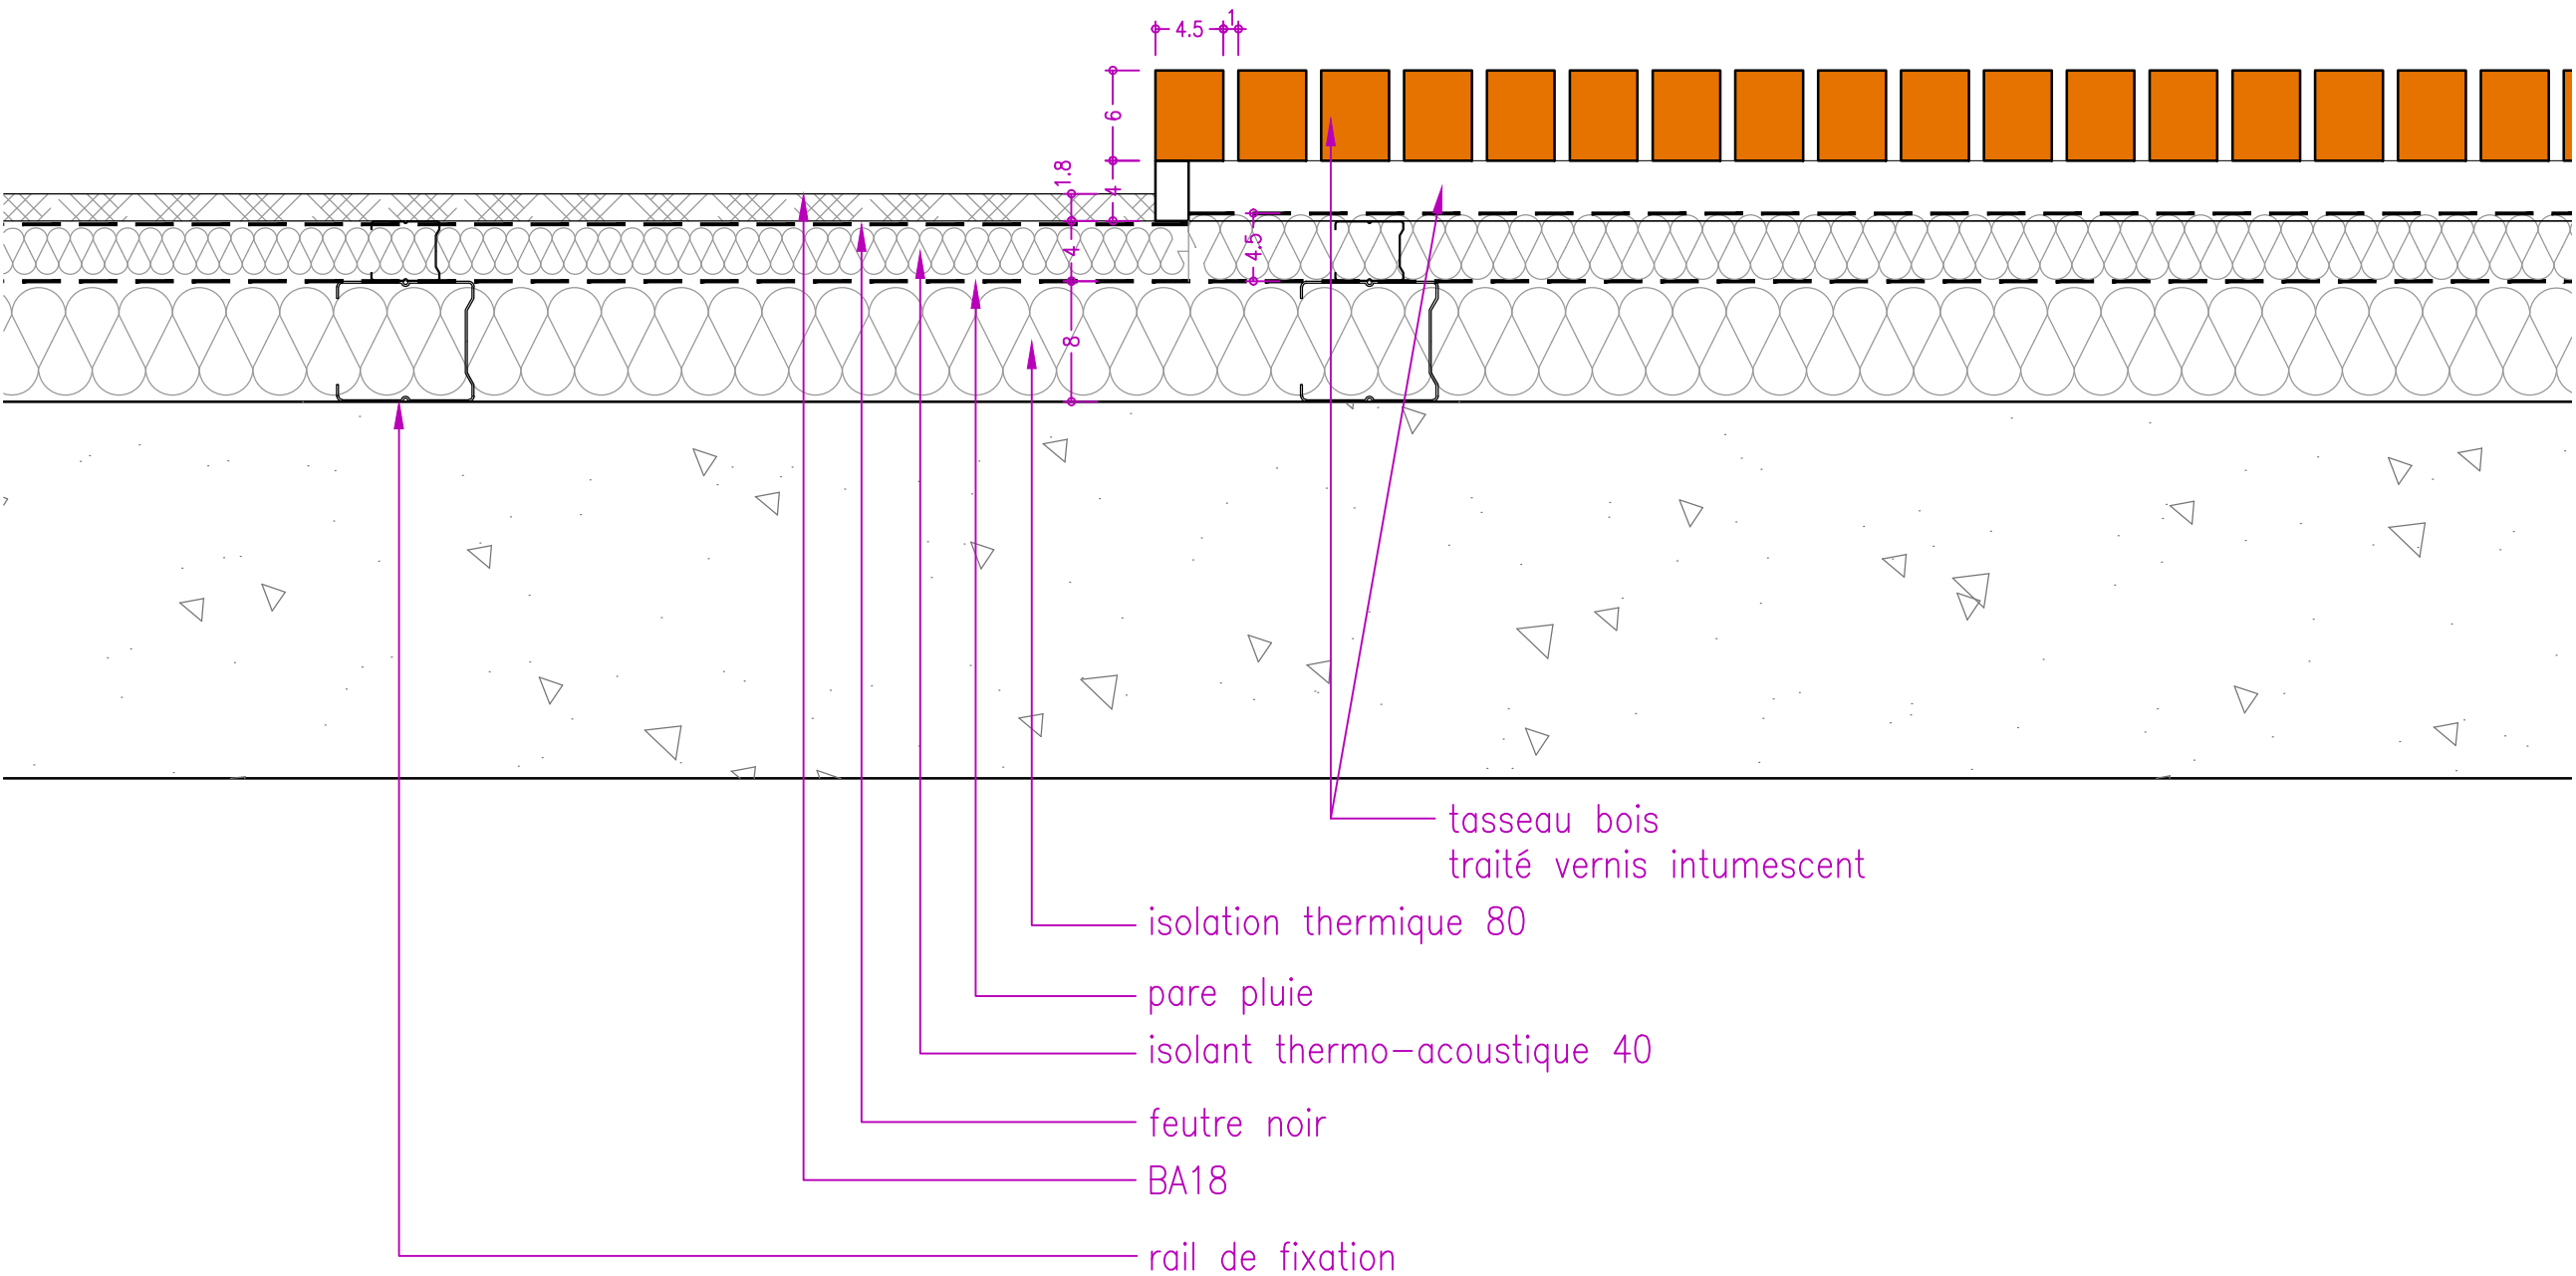 4.5
1
6
1.8
4
4.5
4
8
tasseau bois
traité vernis intumescent
isolation thermique 80
pare pluie
isolant thermo-acoustique 40
feutre noir
BA18
rail de fixation